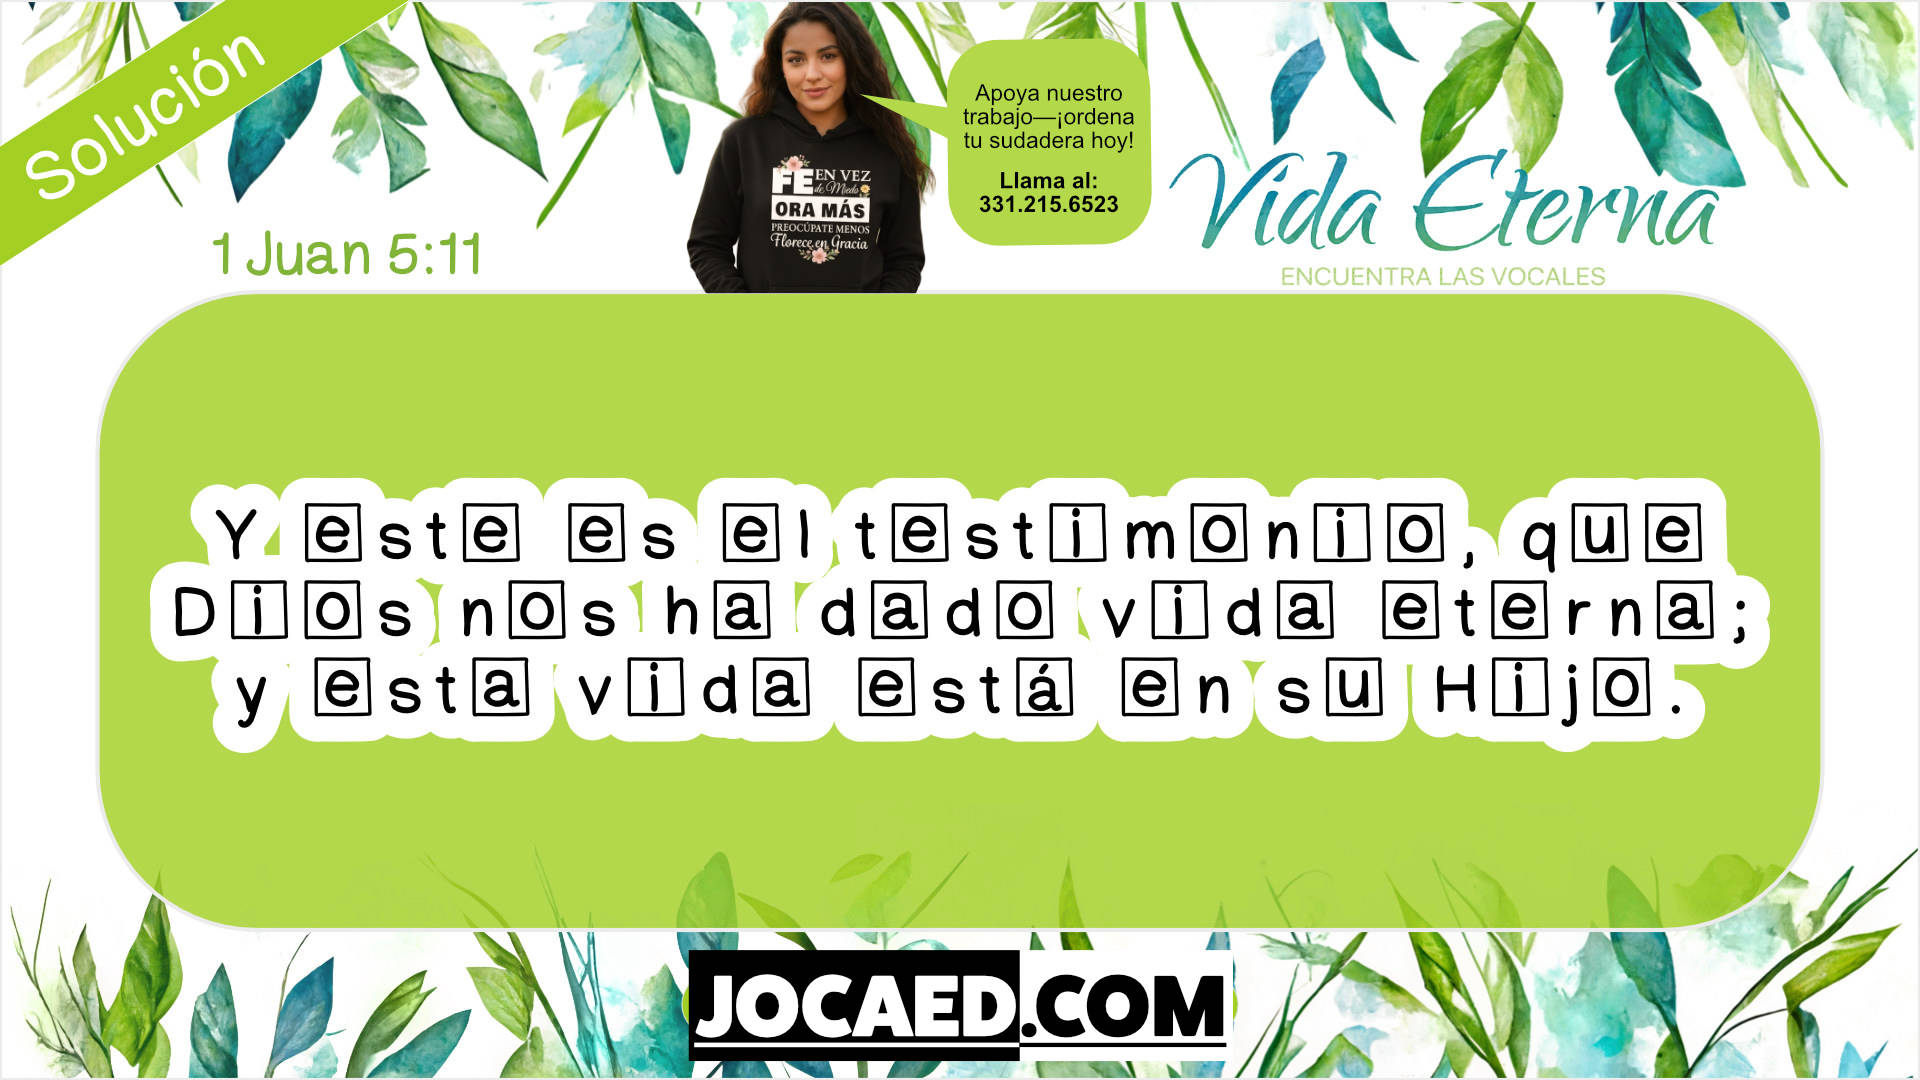 Solución
1 Juan 5:11
FE EN VEZ
de Miedo
ORA MÁS
PREOCÚPATE MENOS
Florece en Gracia
Apoya nuestro
trabajo—¡ordena
tu sudadera hoy!
Llama al:
331.215.6523
Vida Eterna
ENCUENTRA LAS VOCALES
Y este es el testimonio, que
Dios nos ha dado vida eterna;
y esta vida está en su Hijo.
JOCAED.COM